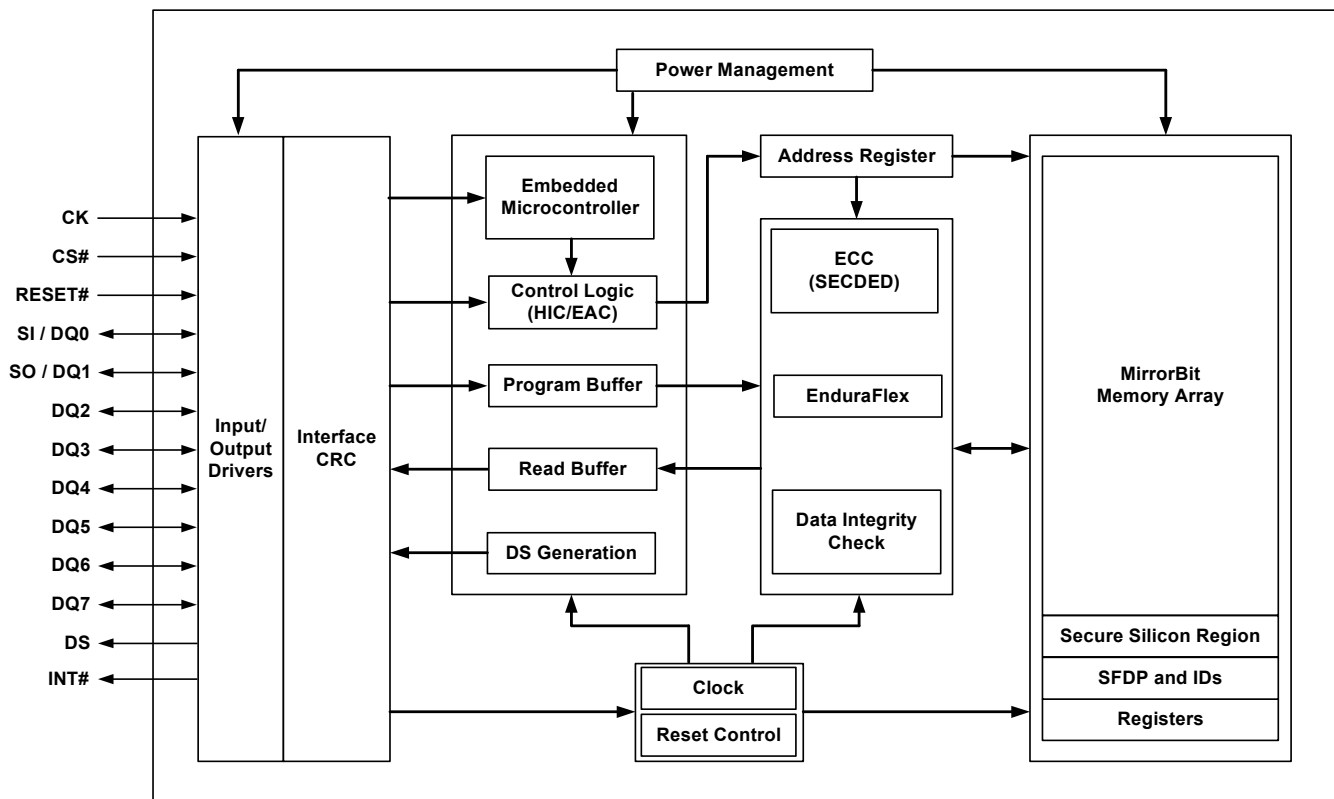 Power Management
Address Register
Embedded
Microcontroller
CK
CS#
RESET#
SI / DQ0
SO / DQ1
DQ2
DQ3
DQ4
DQ5
DQ6
DQ7
DS
INT#
Input/
Output
Drivers
Interface
CRC
Control Logic
(HIC/EAC)
Program Buffer
Read Buffer
DS Generation
ECC
(SECDED)
EnduraFlex
Data Integrity
Check
MirrorBit
Memory Array
Secure Silicon Region
SFDP and IDs
Registers
Clock
Reset Control